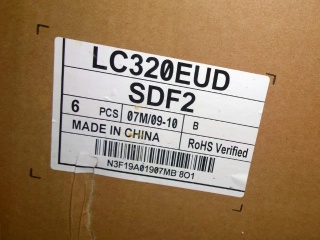 LC320EUD
SDF2
6 PCS 07M/09-10 B
MADE IN CHINA RoHS Verified
N3F19A01907MB 8O1